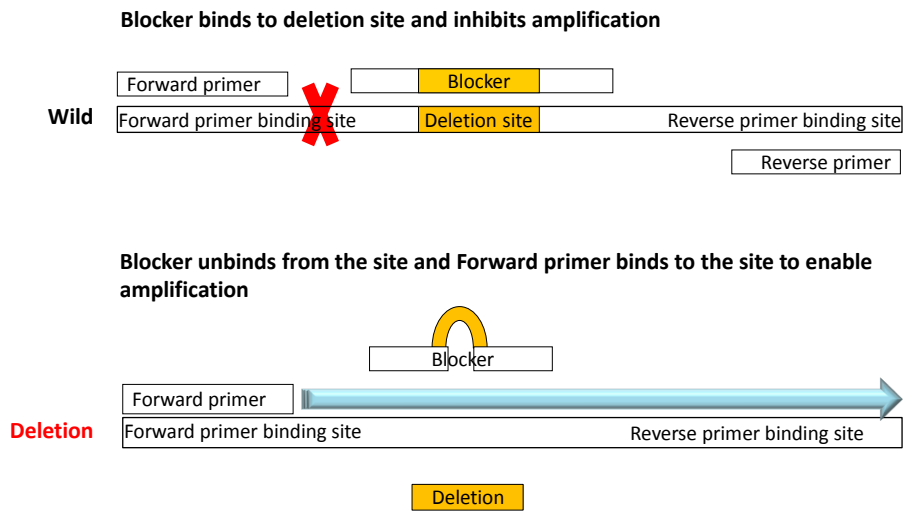 Blocker binds to deletion site and inhibits amplification
Forward primer
Blocker
Wild
Forward primer binding site
Deletion site
Reverse primer binding site
Reverse primer
Blocker unbinds from the site and Forward primer binds to the site to enable
amplification
Blocker
Forward primer
Deletion
Forward primer binding site
Reverse primer binding site
Deletion